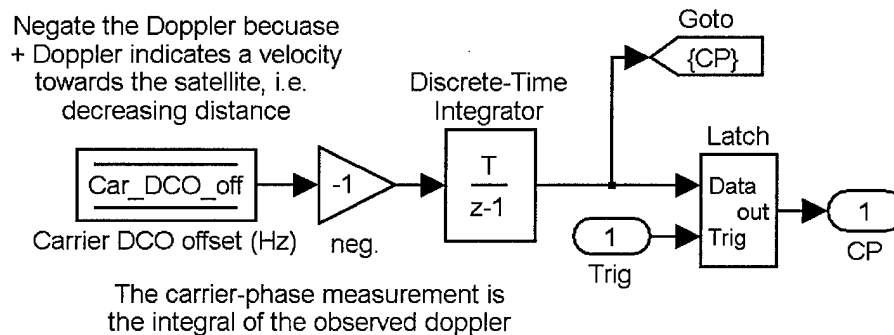 Negate the Doppler becuase
+ Doppler indicates a velocity
towards the satellite, i.e.
decreasing distance
Goto
{CP}
Discrete-Time
Integrator
Latch
Car_DCO_off
-1
T
z-1
Data
out
Trig
1
CP
1
Trig
Carrier DCO offset (Hz)
neg.
The carrier-phase measurement is
the integral of the observed doppler